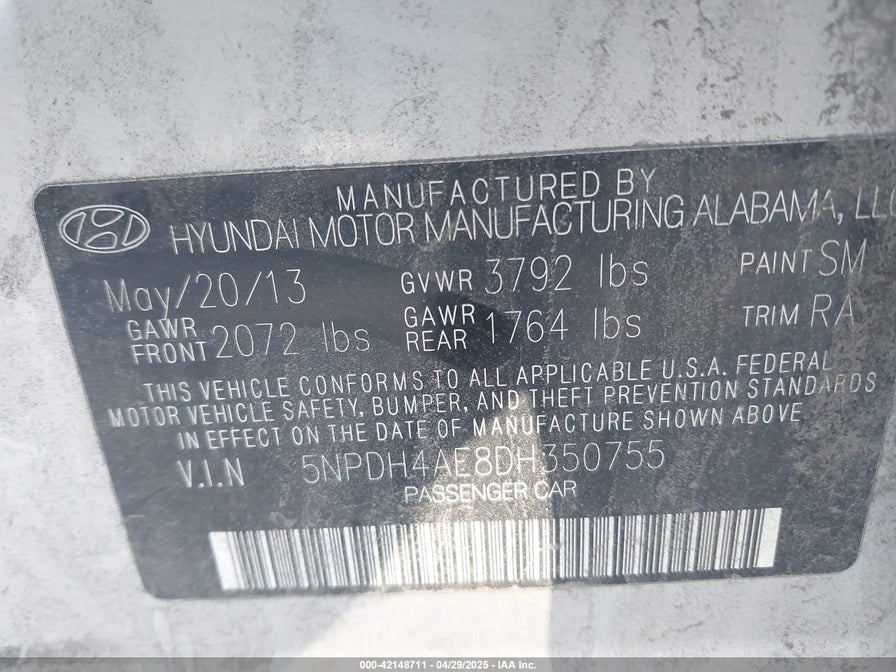 MANUFACTURED BY
HYUNDAI MOTOR MANUFACTURING ALABAMA, LL
May/20/13 GVWR 3792 lbs PAINT SM
GAWR FRONT 2072 lbs GAWR REAR 1764 lbs TRIM RA
THIS VEHICLE CONFORMS TO ALL APPLICABLE U.S.A. FEDERAL
MOTOR VEHICLE SAFETY, BUMPER, AND THEFT PREVENTION STANDARDS
IN EFFECT ON THE DATE OF MANUFACTURE SHOWN ABOVE
V.I.N 5NPDH4AE8DH350755
PASSENGER CAR
000-42148711 - 04/29/2025 - IAA Inc.